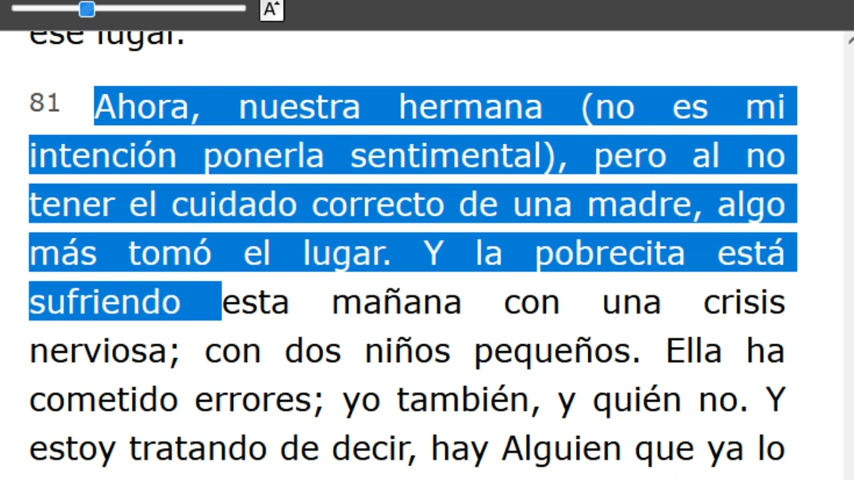 A
ese lugar.
81 Ahora, nuestra hermana (no es mi
intención ponerla sentimental), pero al no
tener el cuidado correcto de una madre, algo
más tomó el lugar. Y la pobrecita está
sufriendo esta mañana con una crisis
nerviosa; con dos niños pequeños. Ella ha
cometido errores; yo también, y quién no. Y
estoy tratando de decir, hay Alguien que ya lo